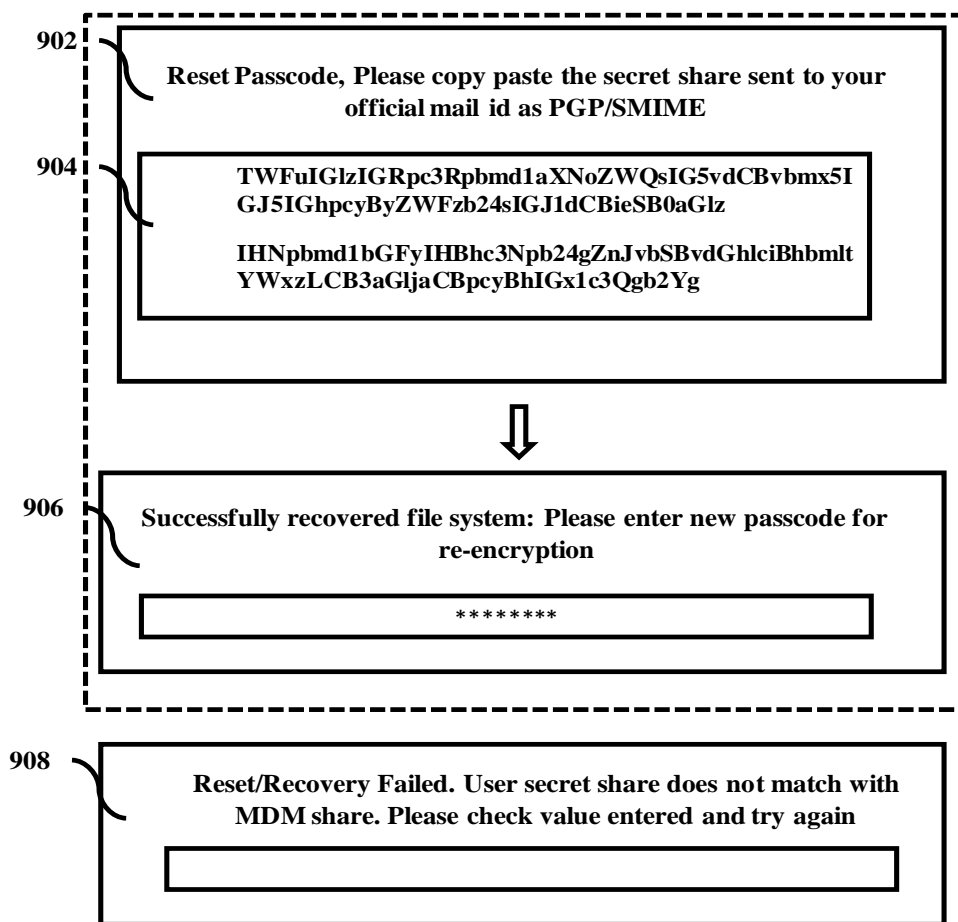 902
Reset Passcode, Please copy paste the secret share sent to your
official mail id as PGP/SMIME
904
TWFuIGlzIGRpc3Rpbmd1aXNoZWQsIG5vdCBvbmx5I
GJ5IGhpcyByZWFzb24sIGJ1dCBieSB0aGlz
IHNpbmd1bGFyIHBhc3Npb24gZnJvbSBvdGhlciBhbmlt
YWxzLCB3aGljaCBpcyBhIGx1c3Qgb2Yg
906
Successfully recovered file system: Please enter new passcode for
re-encryption
********
908
Reset/Recovery Failed. User secret share does not match with
MDM share. Please check value entered and try again